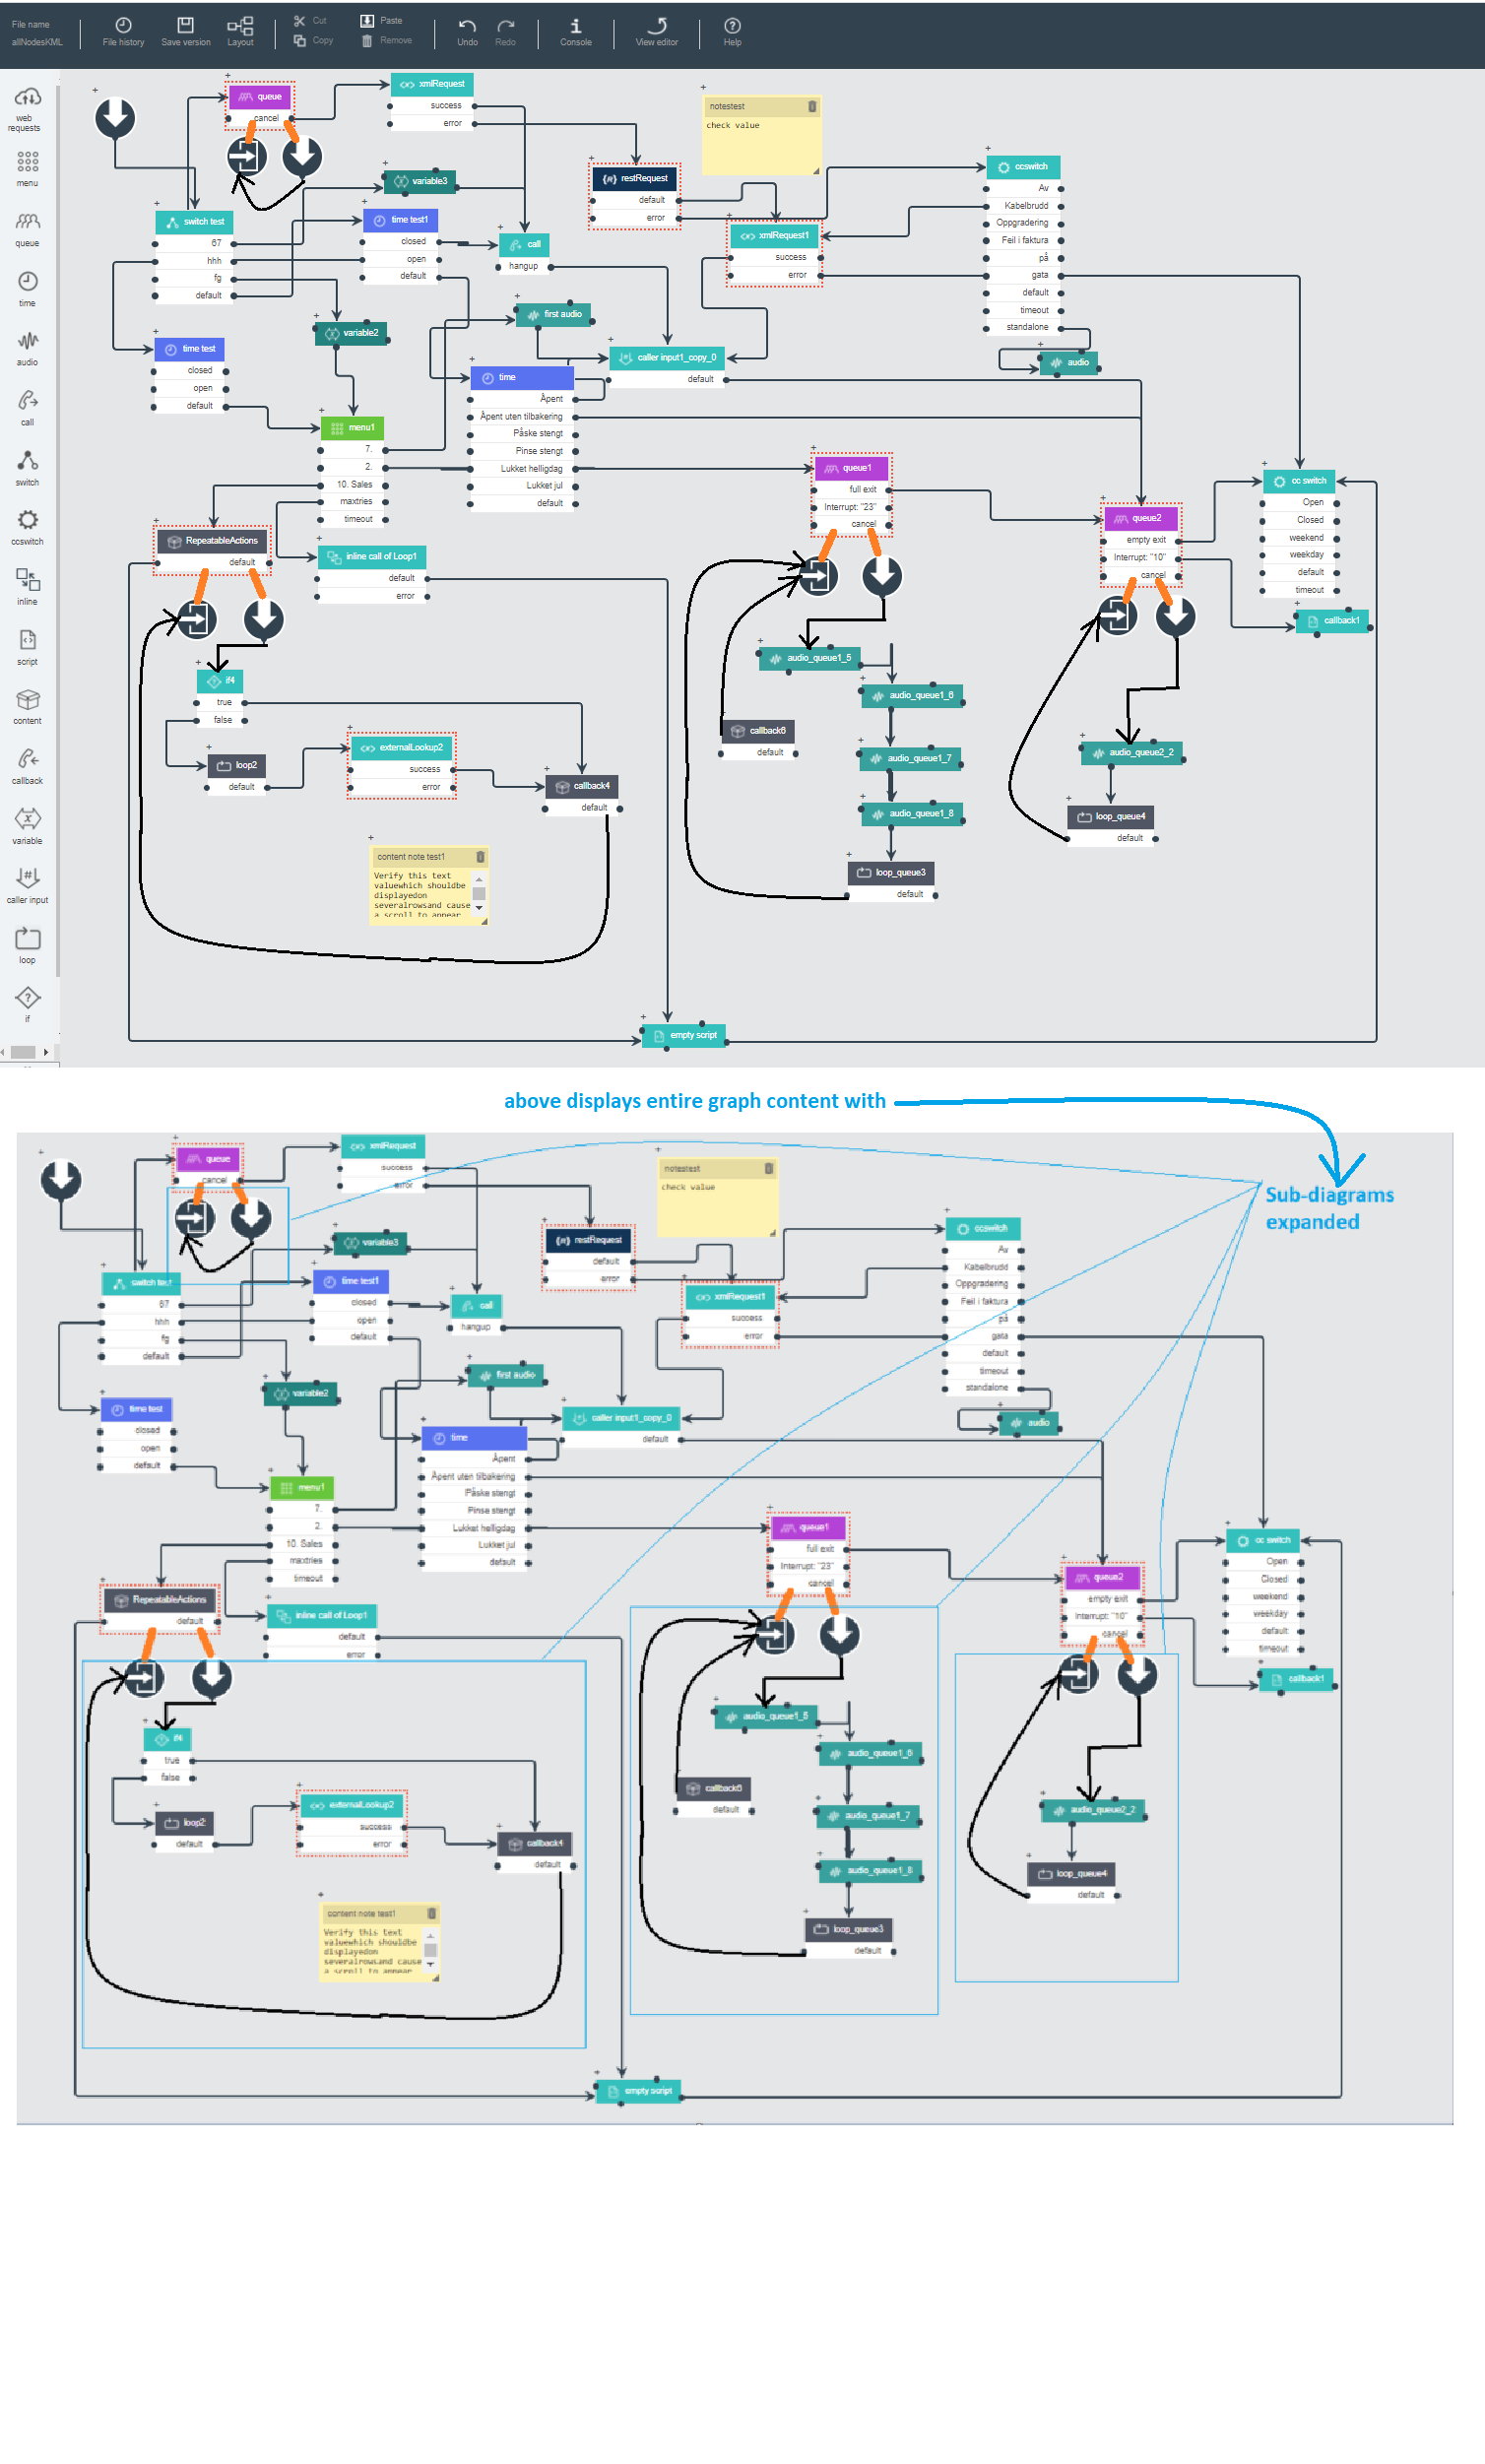 File name
allNodesKML
File history
Save version
Layout
Cut
Copy
Paste
Remove
Undo
Redo
Console
View editor
Help
web
requests
menu
queue
time
audio
call
switch
ccswitch
inline
script
content
callback
variable
caller input
loop
if
queue
cancel
xmlRequest
success
error
notestest
check value
restRequest
default
error
ccswitch
Av
Kabelbrudd
Oppgradering
Feil i faktura
på
gata
default
timeout
standalone
variable3
switch test
67
hhh
fg
default
time test1
closed
open
default
call
hangup
xmlRequest1
success
error
first audio
variable2
time test
closed
open
default
caller input1_copy_0
default
audio
time
Åpent
Åpent uten tilbakering
Påske stengt
Pinse stengt
Lukket helligdag
Lukket jul
default
menu1
7.
2.
10. Sales
maxtries
timeout
queue1
full exit
Interrupt: "23"
cancel
cc switch
Open
Closed
weekend
weekday
default
timeout
queue2
empty exit
Interrupt: "10"
cancel
RepeatableActions
default
inline call of Loop1
default
error
callback1
audio_queue1_5
audio_queue1_6
if4
true
false
callback6
default
audio_queue1_7
audio_queue2_2
loop2
default
externalLookup2
success
error
callback4
default
audio_queue1_8
loop_queue4
default
content note test1
Verify this text
valuewhich shouldbe
displayedon
severalrowsand cause
a scroll to appear
loop_queue3
default
empty script
above displays entire graph content with
Sub-diagrams
expanded
queue
cancel
xmlRequest
success
error
notestest
check value
restRequest
default
error
ccswitch
Av
Kabelbrudd
Oppgradering
Feil i faktura
på
gata
default
timeout
standalone
variable3
switch test
67
hhh
fg
default
time test1
closed
open
default
call
hangup
xmlRequest1
success
error
first audio
variable2
time test
closed
open
default
caller input1_copy_0
default
audio
time
Åpent
Åpent uten tilbakering
Påske stengt
Pinse stengt
Lukket helligdag
Lukket jul
default
menu1
7.
2.
10. Sales
maxtries
timeout
queue1
full exit
Interrupt: "23"
cancel
cc switch
Open
Closed
weekend
weekday
default
timeout
queue2
empty exit
Interrupt: "10"
cancel
RepeatableActions
default
inline call of Loop1
default
error
callback1
audio_queue1_5
audio_queue1_6
if4
true
false
callback6
default
audio_queue1_7
audio_queue2_2
loop2
default
externalLookup2
success
error
callback4
default
audio_queue1_8
loop_queue4
default
content note test1
Verify this text
valuewhich shouldbe
displayedon
severalrowsand cause
a scroll to appear
loop_queue3
default
empty script